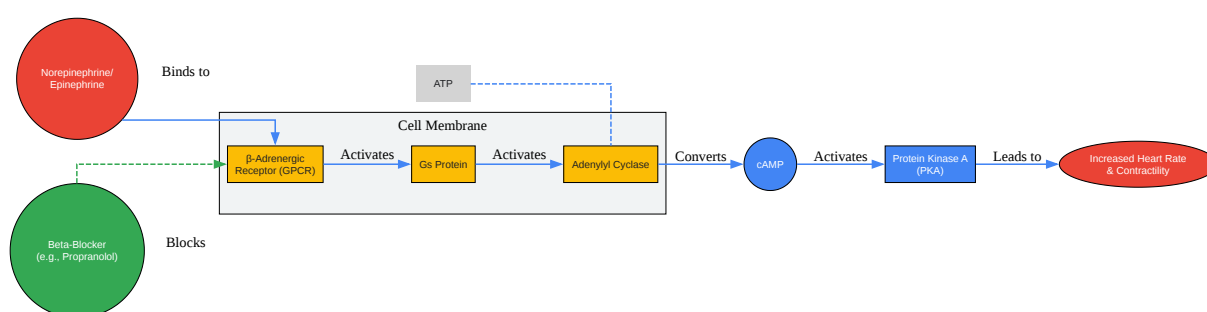 Norepinephrine/
Epinephrine
Binds to
ATP
Cell Membrane
β-Adrenergic
Receptor (GPCR)
Activates
Gs Protein
Activates
Adenylyl Cyclase
Converts
cAMP
Activates
Protein Kinase A
(PKA)
Leads to
Increased Heart Rate
& Contractility
Beta-Blocker
(e.g., Propranolol)
Blocks